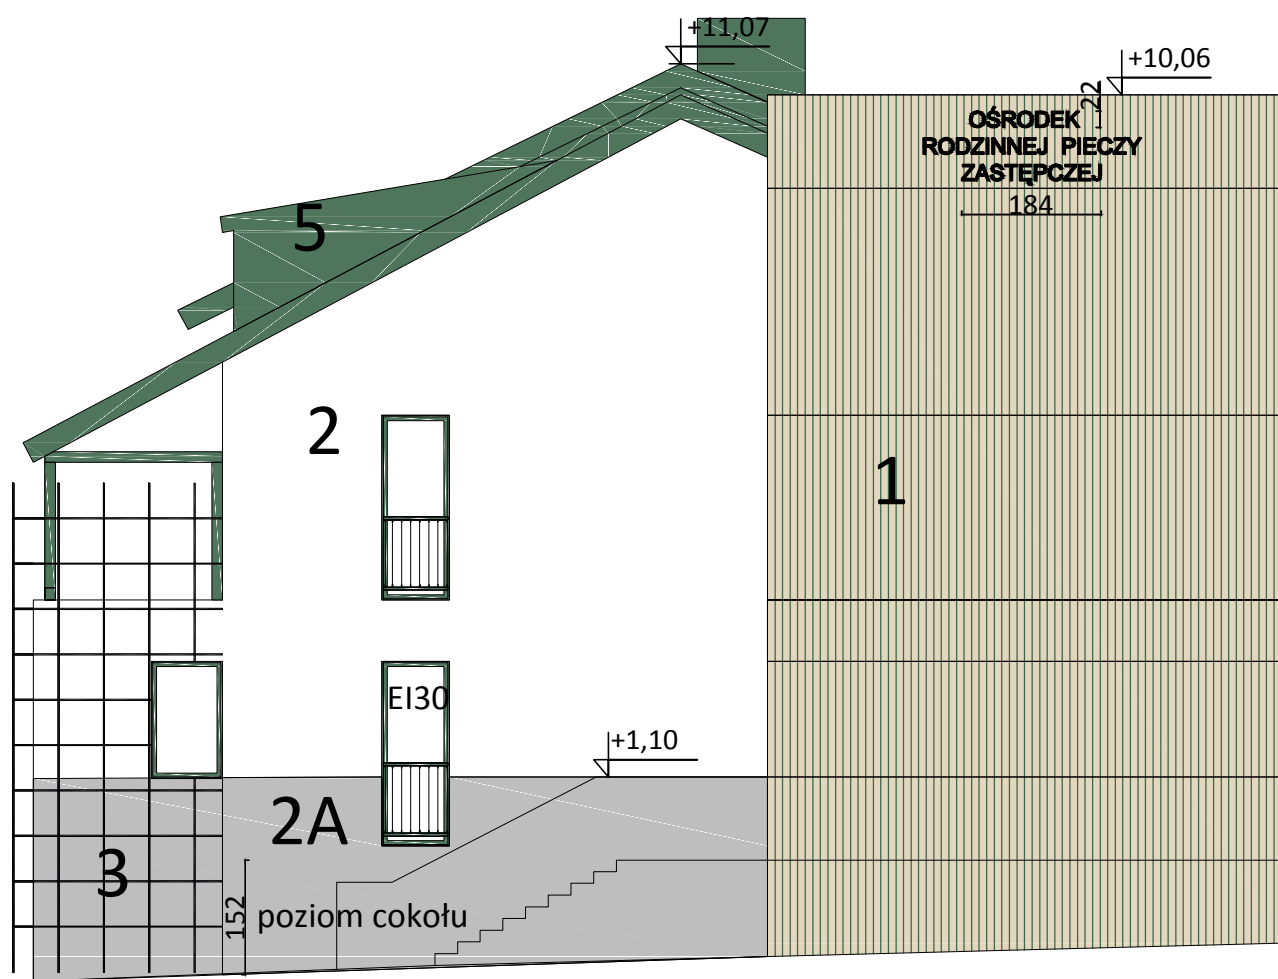 +11,07
+10,06
22
OŚRODEK
RODZINNEJ PIECZY
ZASTĘPCZEJ
184
5
2
1
EI30
+1,10
2A
3
152
poziom cokołu